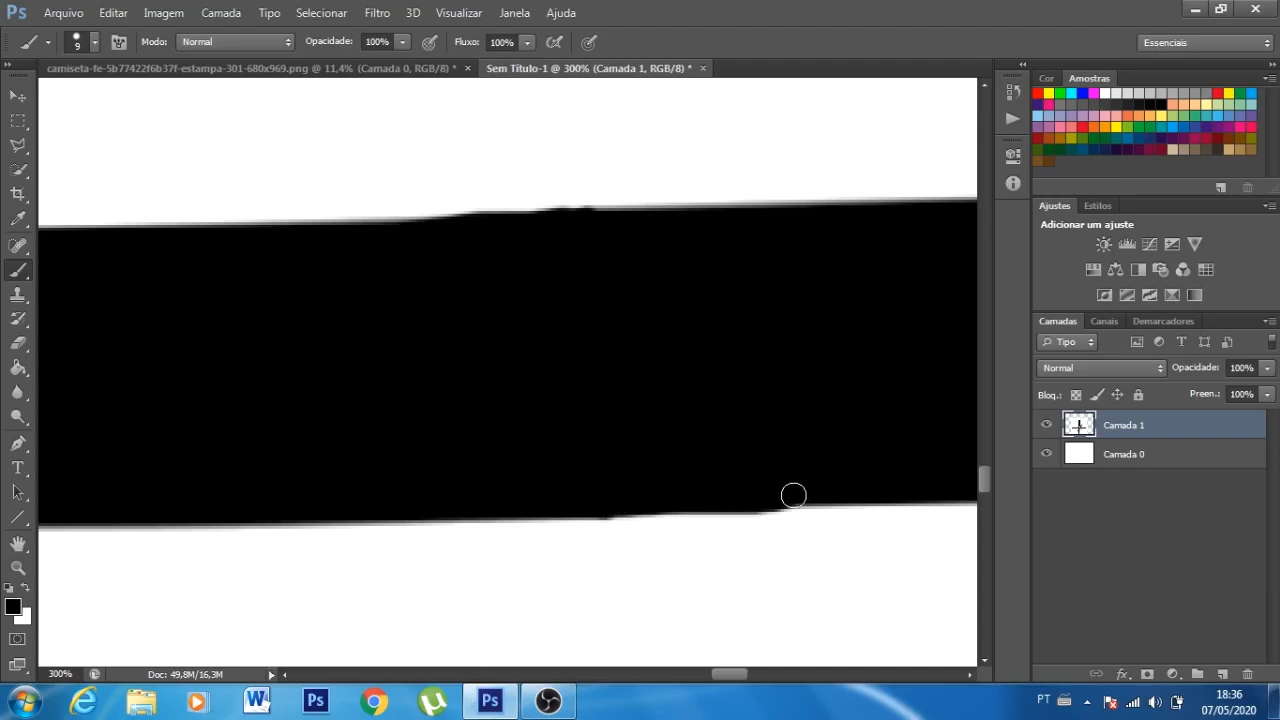 Ps Arquivo Editar Imagem Camada Tipo Selecionar Filtro 3D Visualizar Janela Ajuda
9 Modo: Normal Opacidade: 100% Fluxo: 100% Essenciais
camiseta-fe-5b77422f6b37f-estampa-301-680x969.png @ 11,4% (Camada 0, RGB/8) * × Sem Título-1 @ 300% (Camada 1, RGB/8) * ×
Cor Amostras
Ajustes Estilos
Adicionar um ajuste
Camadas Canais Demarcadores
Tipo
Normal Opacidade: 100%
Bloq.: Preen.: 100%
Camada 1
Camada 0
300% Doc: 49,8M/16,3M
W Ps Ps PT 18:36
07/05/2020